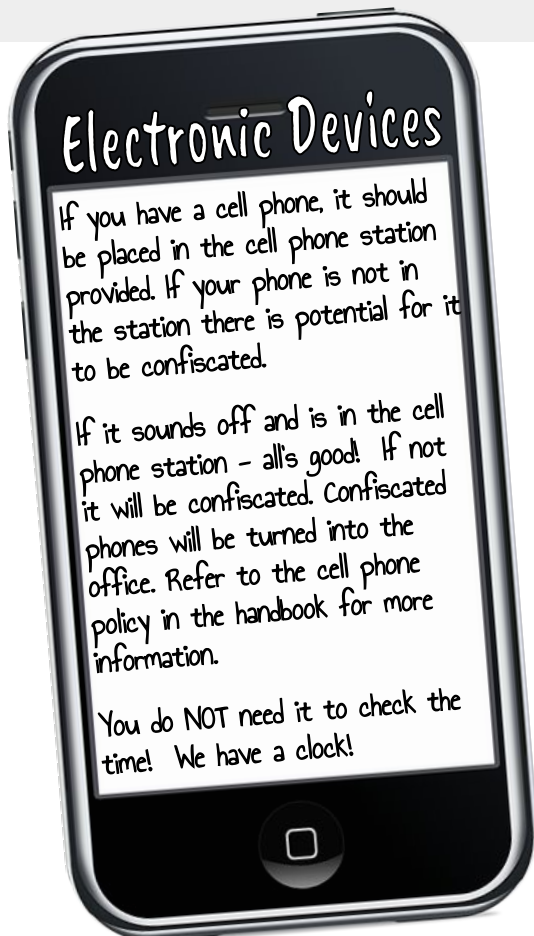 Electronic Devices
If you have a cell phone, it should
be placed in the cell phone station
provided. If your phone is not in
the station there is potential for it
to be confiscated.
If it sounds off and is in the cell
phone station - all's good!  If not
it will be confiscated. Confiscated
phones will be turned into the
office. Refer to the cell phone
policy in the handbook for more
information.
You do NOT need it to check the
time!  We have a clock!